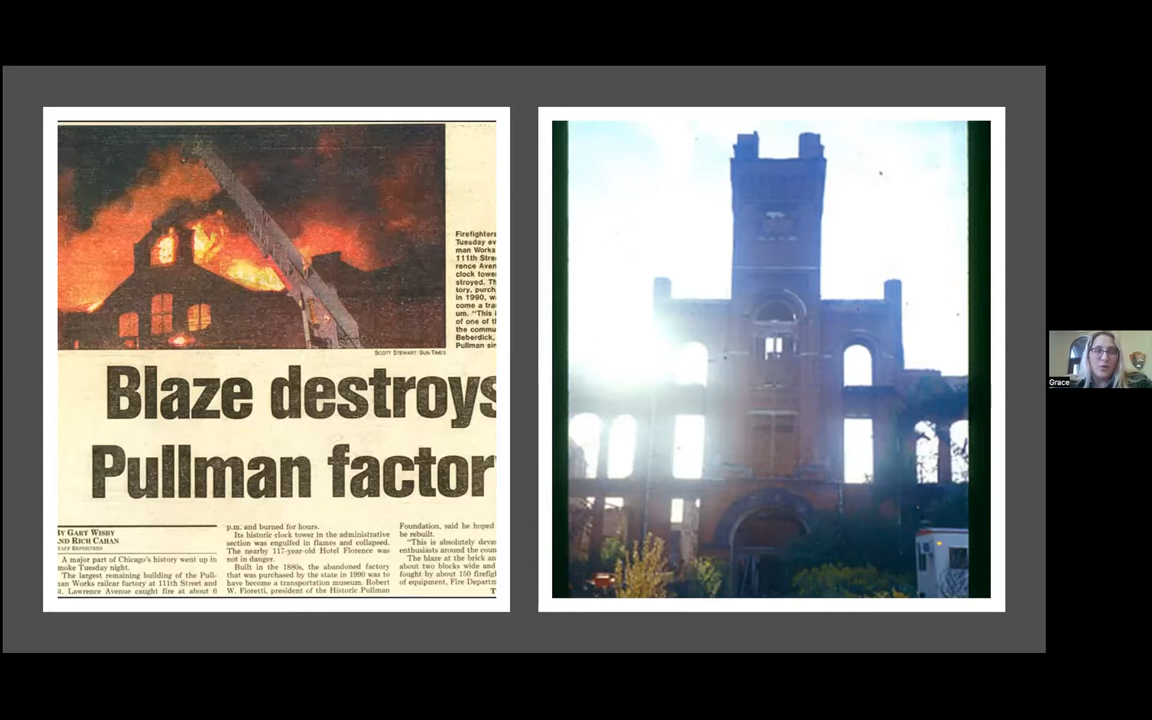 Firefighters
Tuesday ev
man Works
111th Stre
rence Aven
clock tower
stroyed. Th
tory, purch
in 1990, w
come a tra
um. "This i
of one of th
the commu
Beberdick,
Pullman sin
SCOTT STEWART/SUN-TIMES
Blaze destroys
Pullman factor
BY GARY WISBY
AND RICH CAHAN
STAFF REPORTERS
A major part of Chicago's history went up in
smoke Tuesday night.
The largest remaining building of the Pull-
man Works railcar factory at 111th Street and
St. Lawrence Avenue caught fire at about 6
p.m. and burned for hours.
Its historic clock tower in the administrative
section was engulfed in flames and collapsed.
The nearby 117-year-old Hotel Florence was
not in danger.
Built in the 1880s, the abandoned factory
that was purchased by the state in 1990 was to
have become a transportation museum. Robert
W. Fioretti, president of the Historic Pullman
Foundation, said he hoped
be rebuilt.
"This is absolutely deva
enthusiasts around the coun
The blaze at the brick an
about two blocks wide and
fought by about 150 firefigh
of equipment, Fire Departm
T
Grace